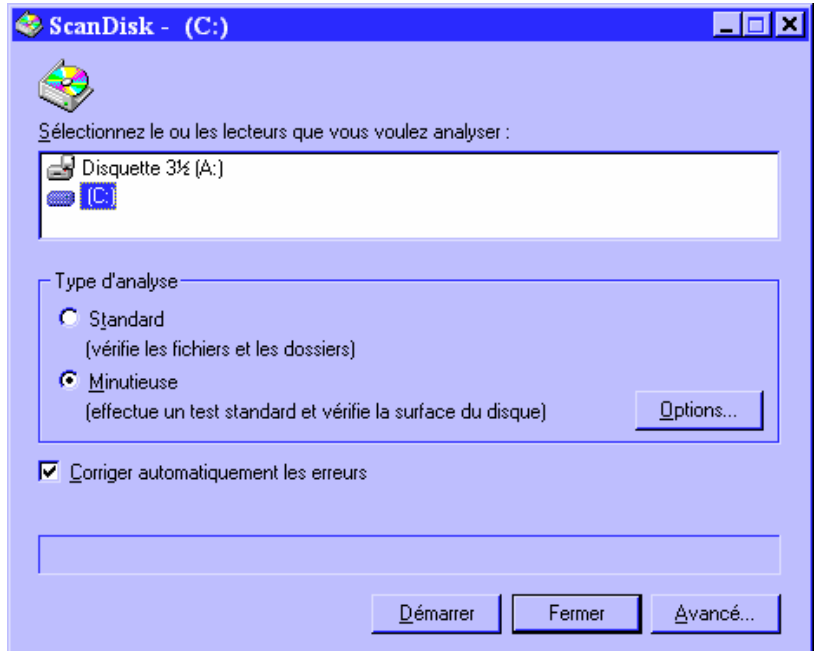 ScanDisk - (C:)
Sélectionnez le ou les lecteurs que vous voulez analyser :
Disquette 3½ (A:)
(C:)
Type d'analyse
Standard
(vérifie les fichiers et les dossiers)
Minutieuse
(effectue un test standard et vérifie la surface du disque)
Options...
Corriger automatiquement les erreurs
Démarrer
Fermer
Avancé...